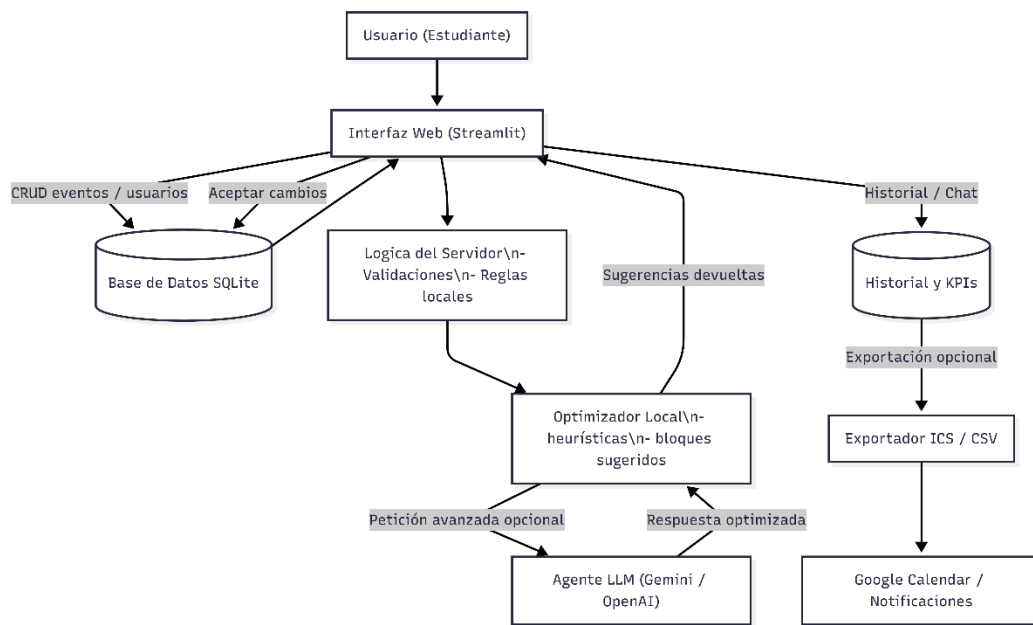 Usuario (Estudiante)
Interfaz Web (Streamlit)
CRUD eventos / usuarios
Aceptar cambios
Historial / Chat
Base de Datos SQLite
Logica del Servidor\n-
Validaciones\n- Reglas
locales
Sugerencias devueltas
Historial y KPIs
Exportación opcional
Optimizador Local\n-
heurísticas\n- bloques
sugeridos
Exportador ICS / CSV
Petición avanzada opcional
Respuesta optimizada
Agente LLM (Gemini /
OpenAI)
Google Calendar /
Notificaciones